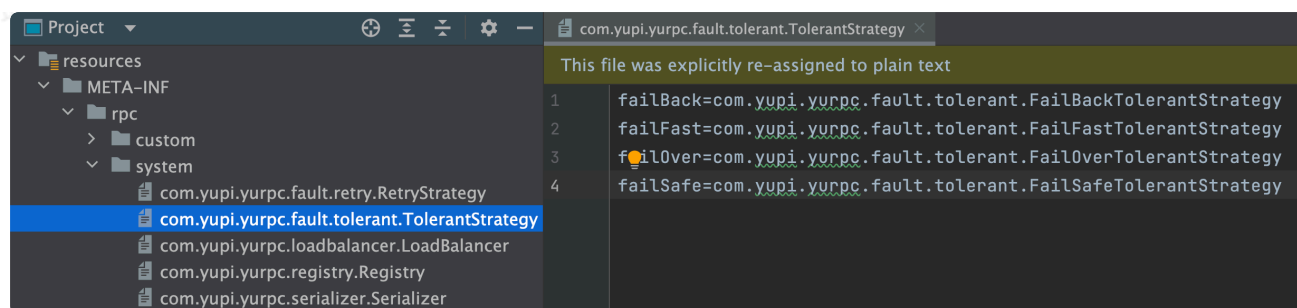 Project
resources
META-INF
rpc
custom
system
com.yupi.yurpc.fault.retry.RetryStrategy
com.yupi.yurpc.fault.tolerant.TolerantStrategy
com.yupi.yurpc.loadbalancer.LoadBalancer
com.yupi.yurpc.registry.Registry
com.yupi.yurpc.serializer.Serializer
com.yupi.yurpc.fault.tolerant.TolerantStrategy
This file was explicitly re-assigned to plain text
1 failBack=com.yupi.yurpc.fault.tolerant.FailBackTolerantStrategy
2 failFast=com.yupi.yurpc.fault.tolerant.FailFastTolerantStrategy
3 failOver=com.yupi.yurpc.fault.tolerant.FailOverTolerantStrategy
4 failSafe=com.yupi.yurpc.fault.tolerant.FailSafeTolerantStrategy